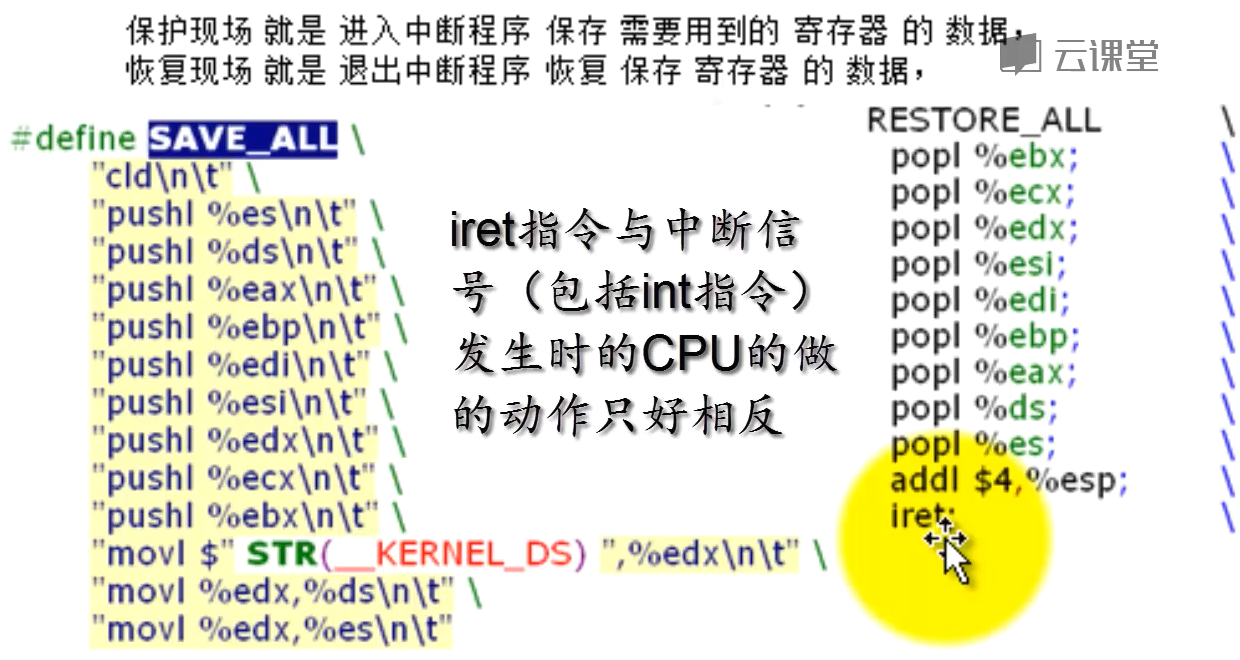 保护现场 就是 进入中断程序 保存 需要用到的 寄存器 的 数据，
恢复现场 就是 退出中断程序 恢复 保存 寄存器 的 数据，
云课堂
#define SAVE_ALL \
"cld\n\t" \
"pushl %es\n\t" \
"pushl %ds\n\t" \
"pushl %eax\n\t" \
"pushl %ebp\n\t" \
"pushl %edi\n\t" \
"pushl %esi\n\t" \
"pushl %edx\n\t" \
"pushl %ecx\n\t" \
"pushl %ebx\n\t" \
"movl $" STR(__KERNEL_DS) ",%edx\n\t" \
"movl %edx,%ds\n\t" \
"movl %edx,%es\n\t"
iret指令与中断信
号（包括int指令）
发生时的CPU的做
的动作只好相反
RESTORE_ALL \
popl %ebx; \
popl %ecx; \
popl %edx; \
popl %esi; \
popl %edi; \
popl %ebp; \
popl %eax; \
popl %ds; \
popl %es; \
addl $4,%esp; \
iret; \